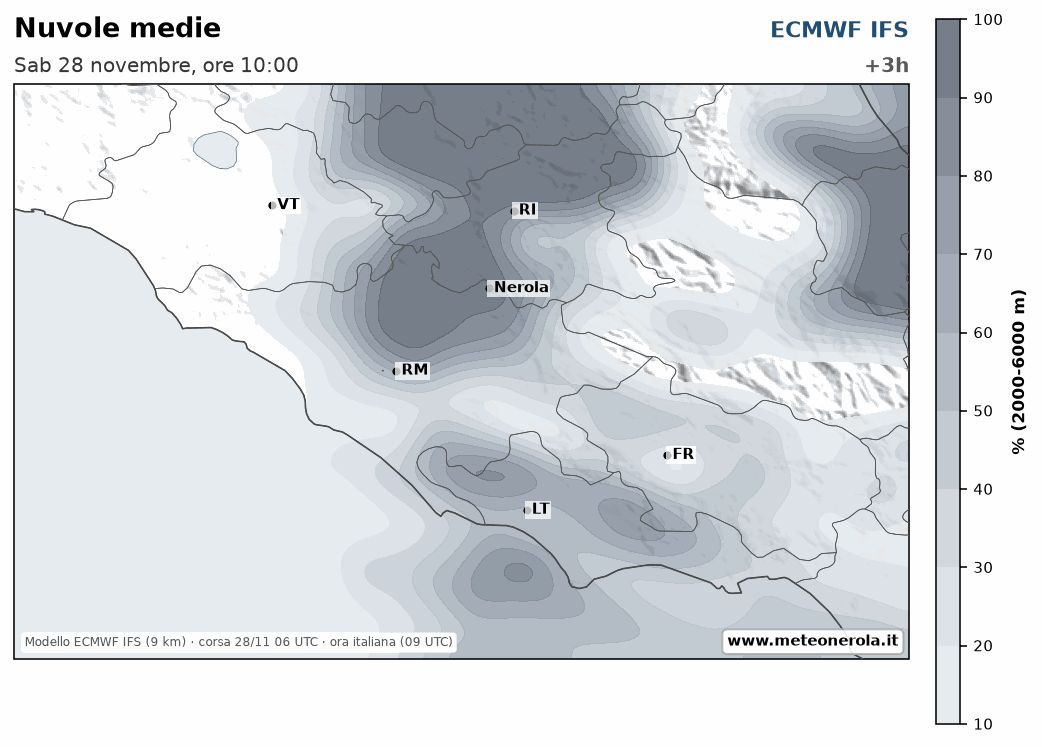 Nuvole medie
ECMWF IFS
Sab 28 novembre, ore 10:00
+3h
VT
RI
Nerola
RM
FR
LT
Modello ECMWF IFS (9 km) · corsa 28/11 06 UTC · ora italiana (09 UTC)
www.meteonerola.it
100
90
80
70
60
50
40
30
20
10
% (2000-6000 m)